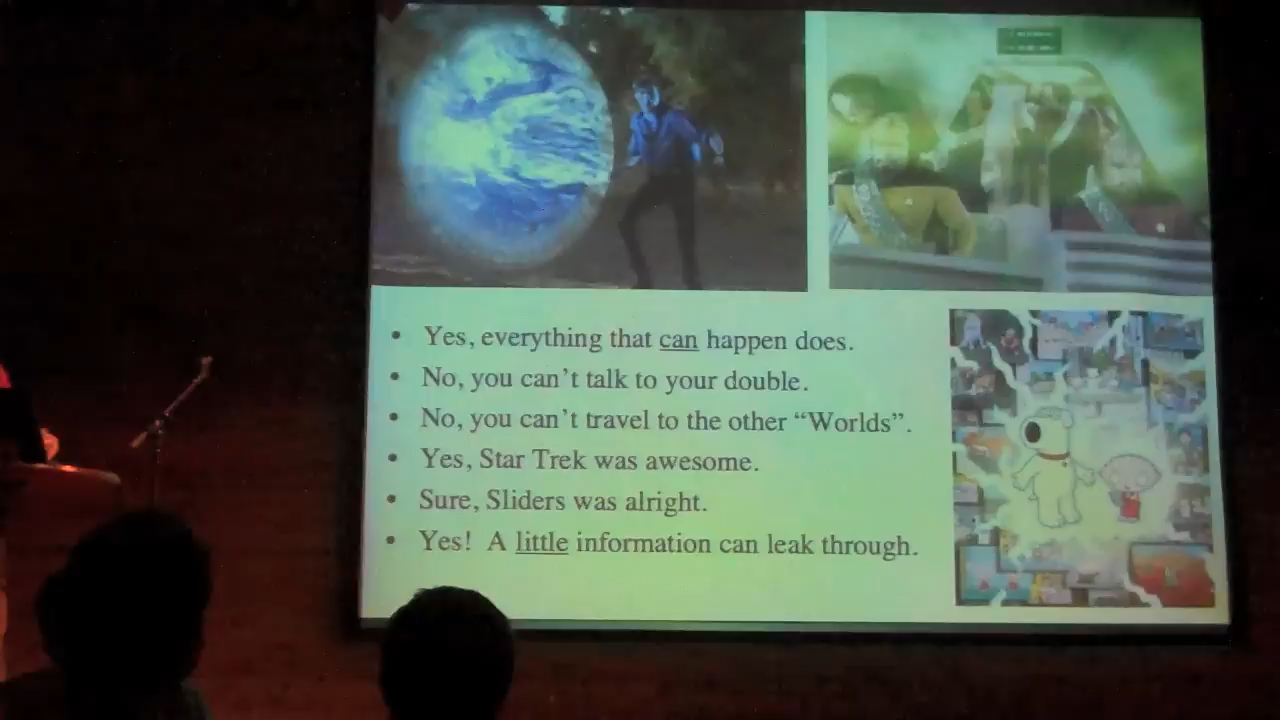 • Yes, everything that can happen does.
• No, you can’t talk to your double.
• No, you can’t travel to the other “Worlds”.
• Yes, Star Trek was awesome.
• Sure, Sliders was alright.
• Yes! A little information can leak through.